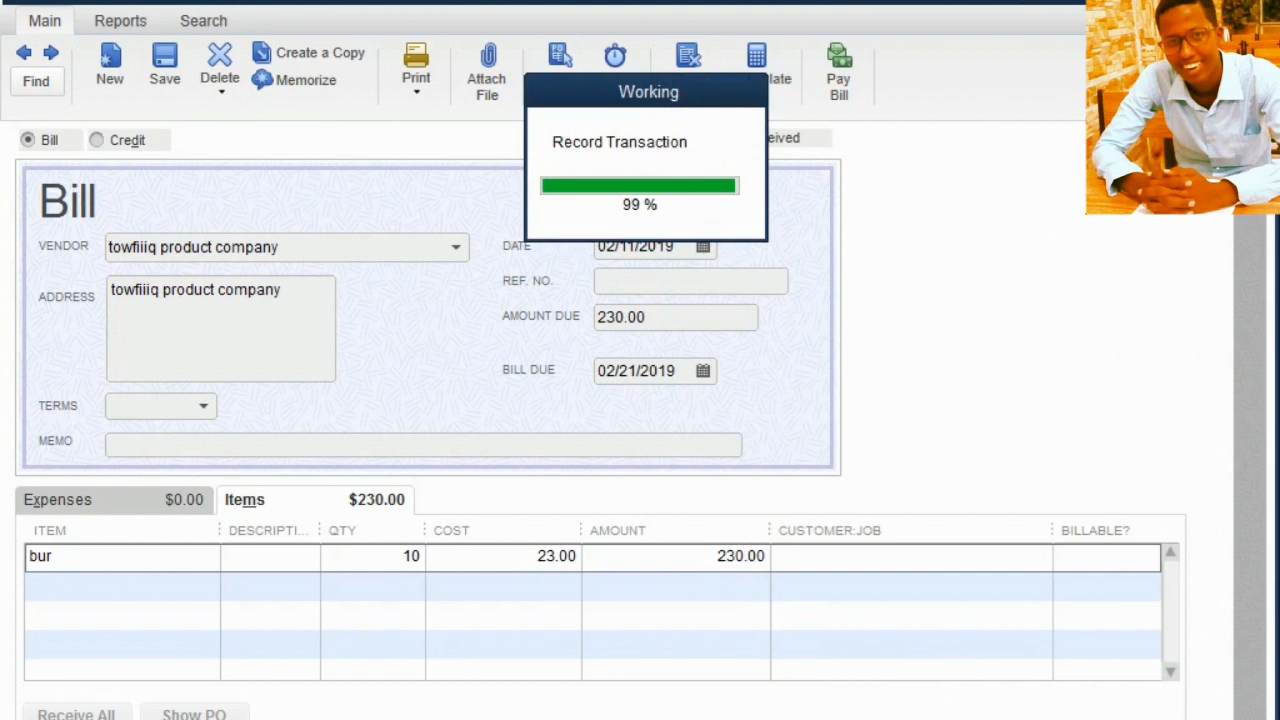 Main Reports Search
Find
New
Save
Delete
Create a Copy
Memorize
Print
Attach
File
Pay
Bill
Working
Record Transaction
99 %
Bill
Credit
Bill
VENDOR towfiiiq product company
ADDRESS towfiiiq product company
TERMS
MEMO
DATE 02/11/2019
REF. NO.
AMOUNT DUE 230.00
BILL DUE 02/21/2019
Expenses $0.00 Items $230.00
ITEM DESCRIPTI... QTY COST AMOUNT CUSTOMER:JOB BILLABLE?
bur 10 23.00 230.00
Receive All Show PO